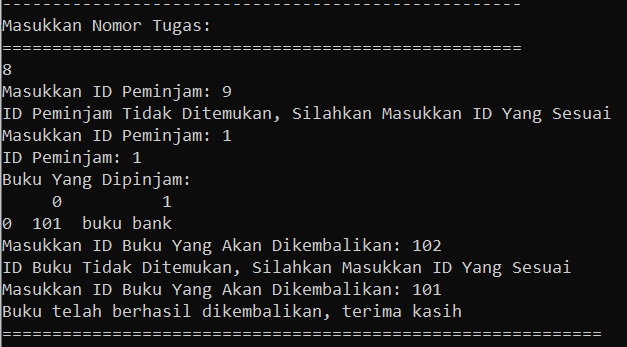 ----------------------------------------------------
Masukkan Nomor Tugas:
====================================================
8
Masukkan ID Peminjam: 9
ID Peminjam Tidak Ditemukan, Silahkan Masukkan ID Yang Sesuai
Masukkan ID Peminjam: 1
ID Peminjam: 1
Buku Yang Dipinjam:
     0          1
0  101  buku bank
Masukkan ID Buku Yang Akan Dikembalikan: 102
ID Buku Tidak Ditemukan, Silahkan Masukkan ID Yang Sesuai
Masukkan ID Buku Yang Akan Dikembalikan: 101
Buku telah berhasil dikembalikan, terima kasih
============================================================